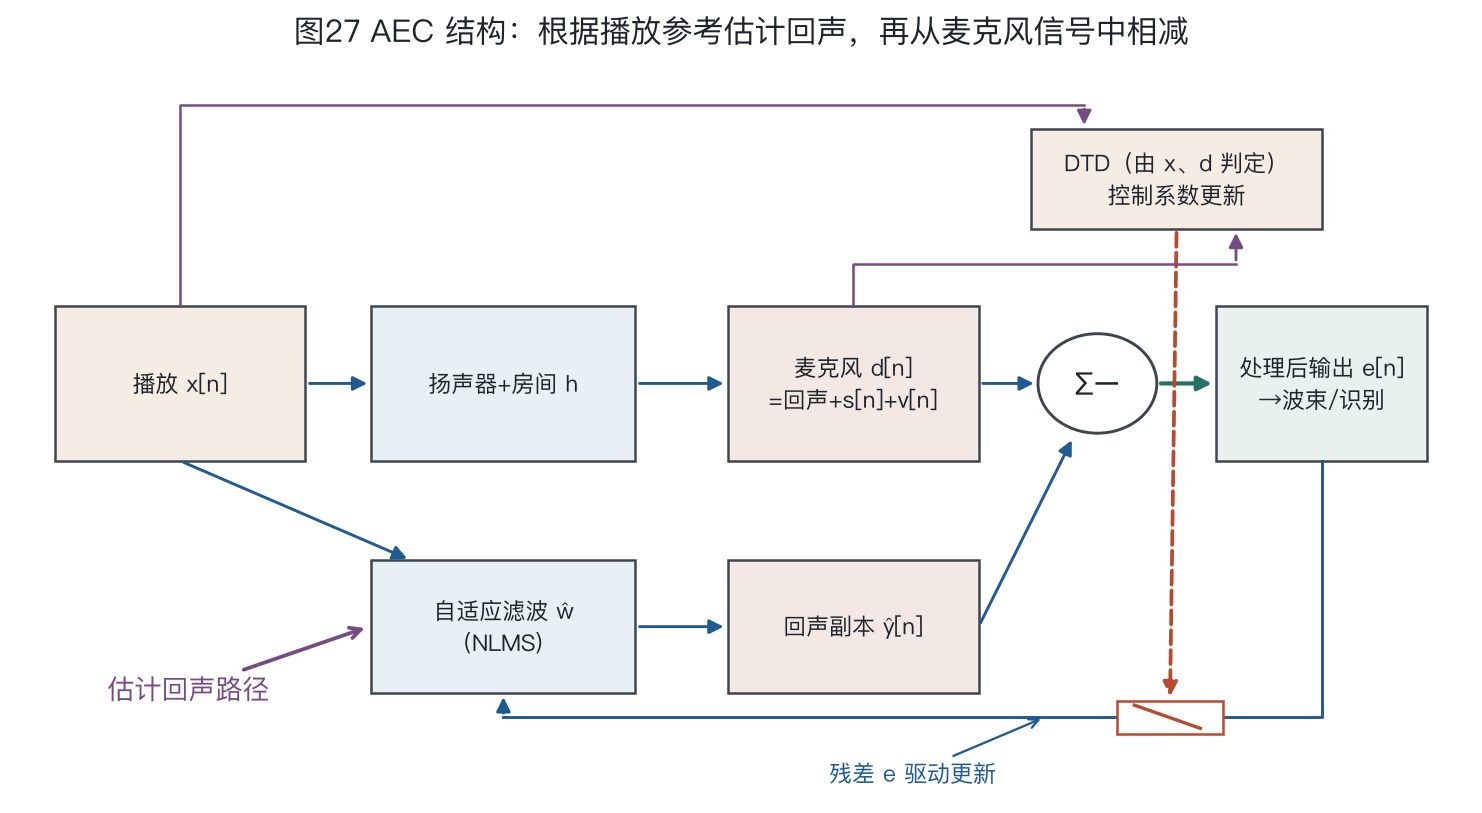 图27 AEC 结构：根据播放参考估计回声，再从麦克风信号中相减
DTD（由 x、d 判定）
控制系数更新
播放 x[n]
扬声器+房间 h
麦克风 d[n]
=回声+s[n]+v[n]
∑—
处理后输出 e[n]
→波束/识别
自适应滤波 ŵ
(NLMS)
回声副本 ŷ[n]
估计回声路径
残差 e 驱动更新